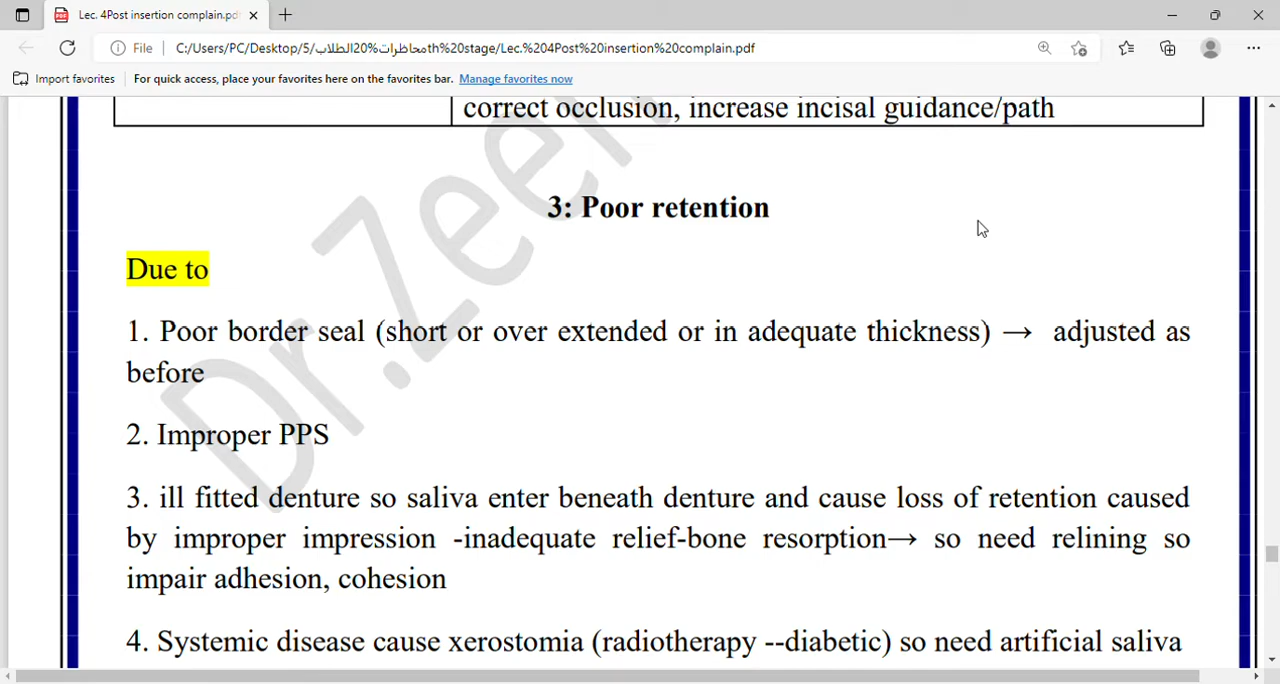 Lec. 4Post insertion complain.pd
File
C:/Users/PC/Desktop/5/محاظرات%20الطلابth%20stage/Lec.%204Post%20insertion%20complain.pdf
Import favorites
For quick access, place your favorites here on the favorites bar. Manage favorites now
correct occlusion, increase incisal guidance/path
3: Poor retention
Due to
1. Poor border seal (short or over extended or in adequate thickness) → adjusted as
before
2. Improper PPS
3. ill fitted denture so saliva enter beneath denture and cause loss of retention caused
by improper impression -inadequate relief-bone resorption→ so need relining so
impair adhesion, cohesion
4. Systemic disease cause xerostomia (radiotherapy --diabetic) so need artificial saliva
Dr.Zee